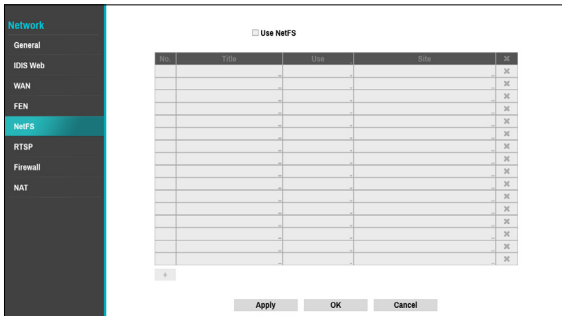 Network
General
IDIS Web
WAN
FEN
NetFS
RTSP
Firewall
NAT
Use NetFS
No. Title Use Site
Apply OK Cancel